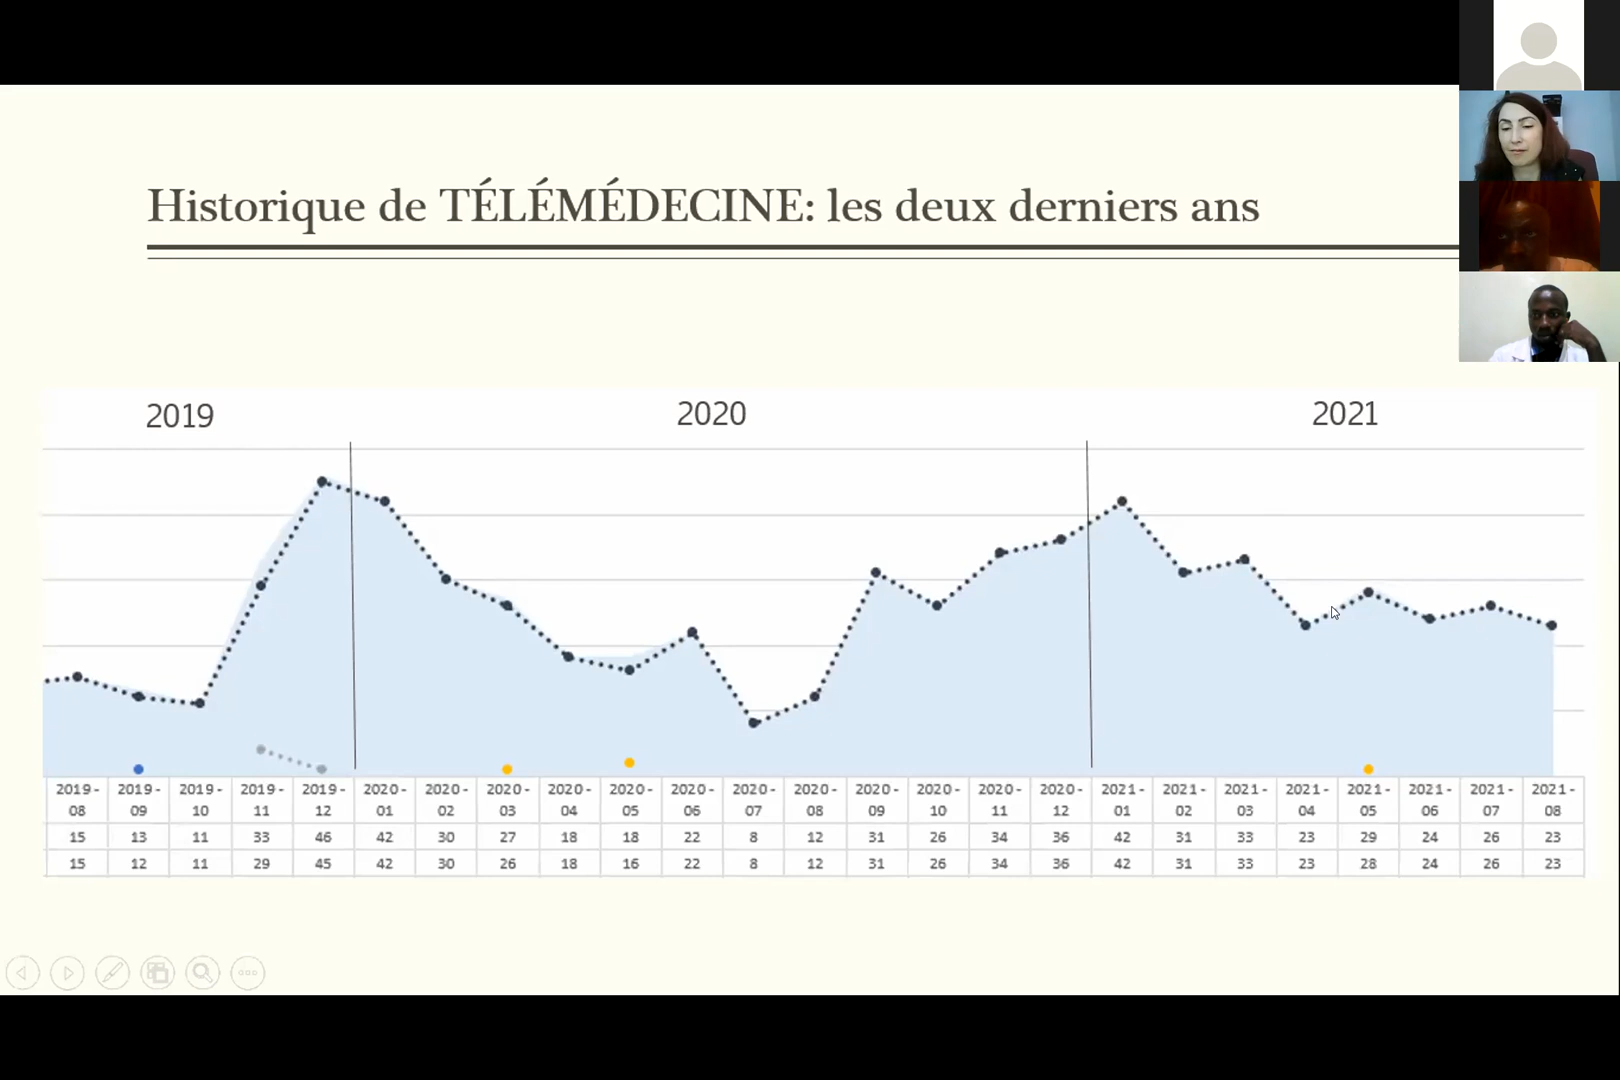 Historique de TÉLÉMÉDECINE: les deux derniers ans
2019 2020 2021
2019-08 2019-09 2019-10 2019-11 2019-12 2020-01 2020-02 2020-03 2020-04 2020-05 2020-06 2020-07 2020-08 2020-09 2020-10 2020-11 2020-12 2021-01 2021-02 2021-03 2021-04 2021-05 2021-06 2021-07 2021-08
15 13 11 33 46 42 30 27 18 18 22 8 12 31 26 34 36 42 31 33 23 29 24 26 23
15 12 11 29 45 42 30 26 18 16 22 8 12 31 26 34 36 42 31 33 23 28 24 26 23